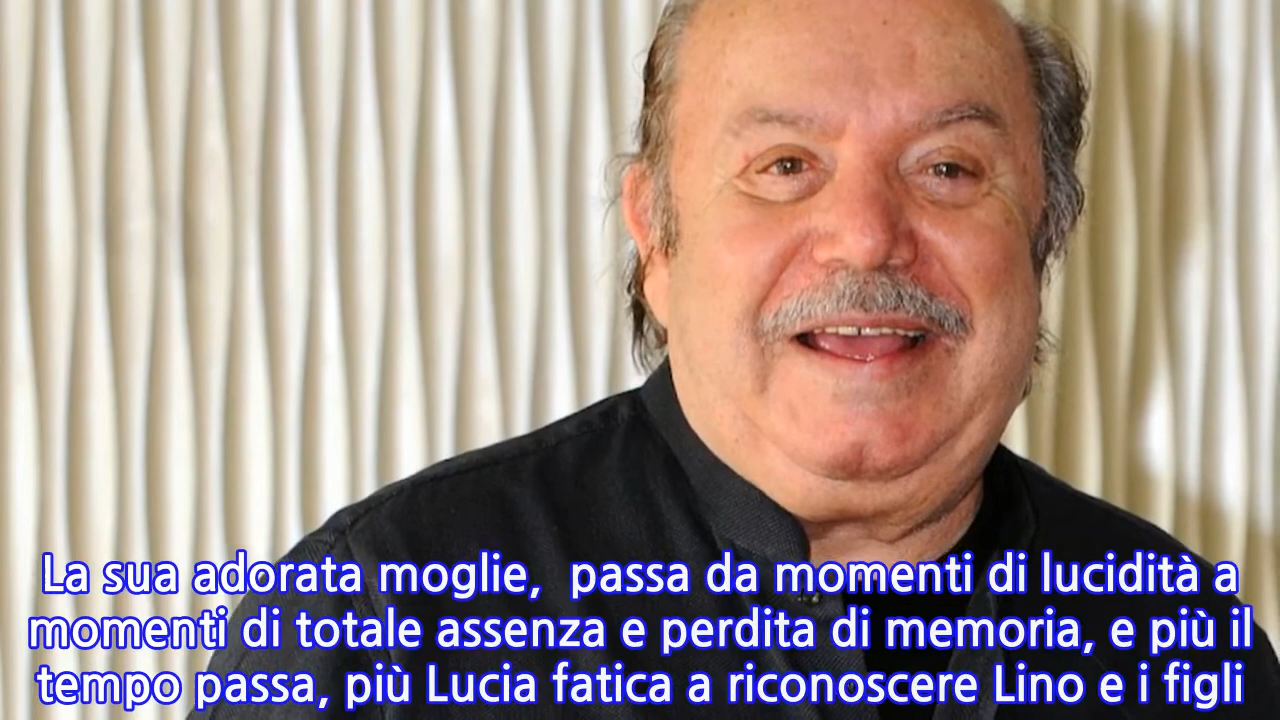 La sua adorata moglie,  passa da momenti di lucidità a
momenti di totale assenza e perdita di memoria, e più il
tempo passa, più Lucia fatica a riconoscere Lino e i figli